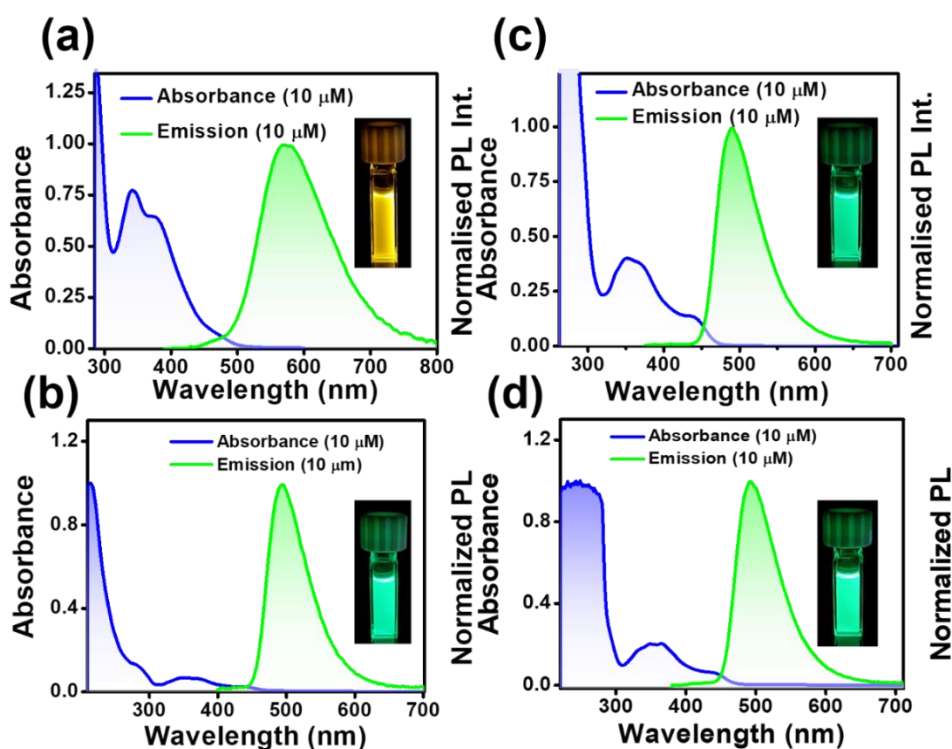 (a)
Absorbance
1.25
1.00
0.75
0.50
0.25
0.00
Absorbance (10 μM)
Emission (10 μM)
Normalised PL Int.
300 400 500 600 700 800
Wavelength (nm)
(c)
Absorbance
1.00
0.75
0.50
0.25
0.00
Absorbance (10 μM)
Emission (10 μM)
Normalised PL Int.
300 400 500 600 700
Wavelength (nm)
(b)
Absorbance
1.2
0.8
0.4
0.0
Absorbance (10 μM)
Emission (10 μm)
Normalized PL
300 400 500 600 700
Wavelength (nm)
(d)
Absorbance
1.2
0.8
0.4
0.0
Absorbance (10 μM)
Emission (10 μM)
Normalized PL
300 400 500 600 700
Wavelength (nm)